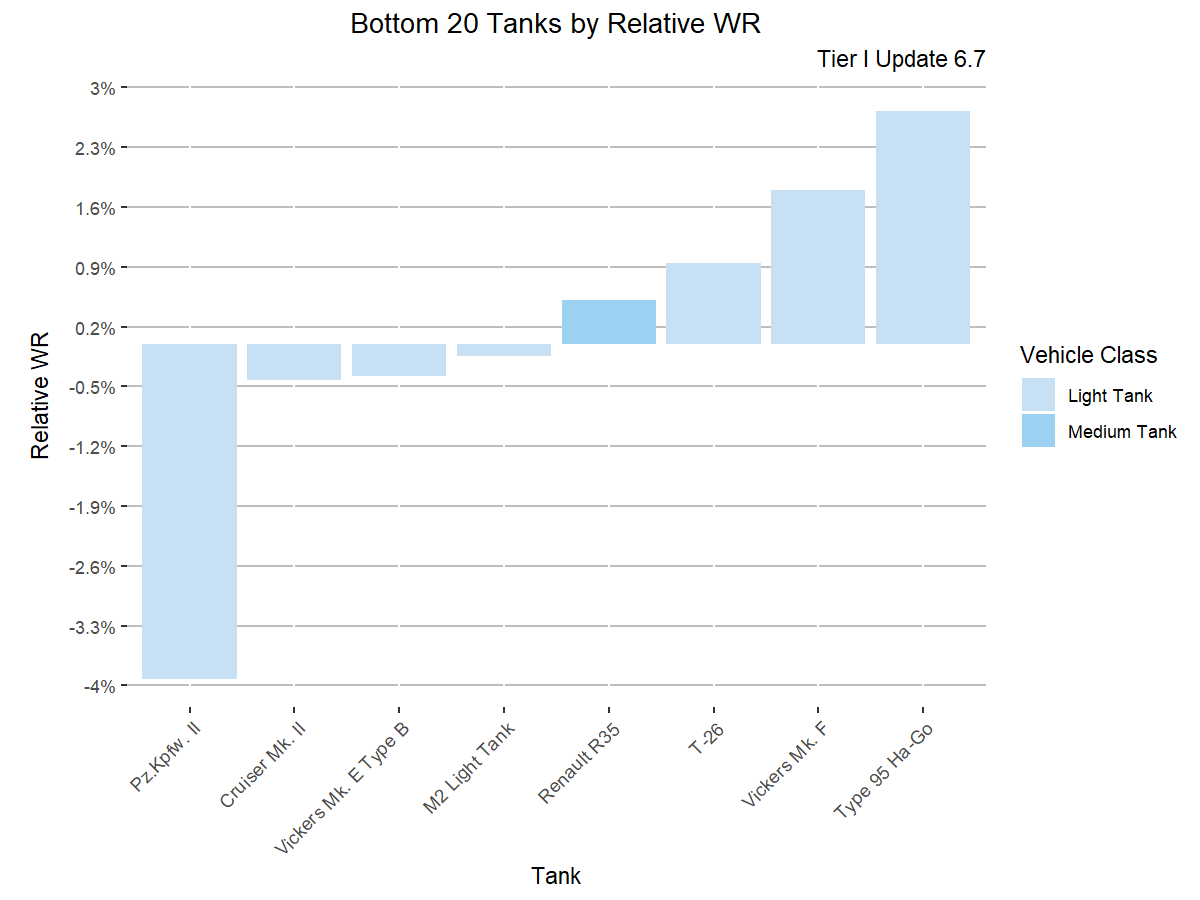 Bottom 20 Tanks by Relative WR
Tier I Update 6.7
3%
2.3%
1.6%
0.9%
0.2%
-0.5%
-1.2%
-1.9%
-2.6%
-3.3%
-4%
Relative WR
Pz.Kpfw. II
Cruiser Mk. II
Vickers Mk. E Type B
M2 Light Tank
Renault R35
T-26
Vickers Mk. F
Type 95 Ha-Go
Tank
Vehicle Class
Light Tank
Medium Tank